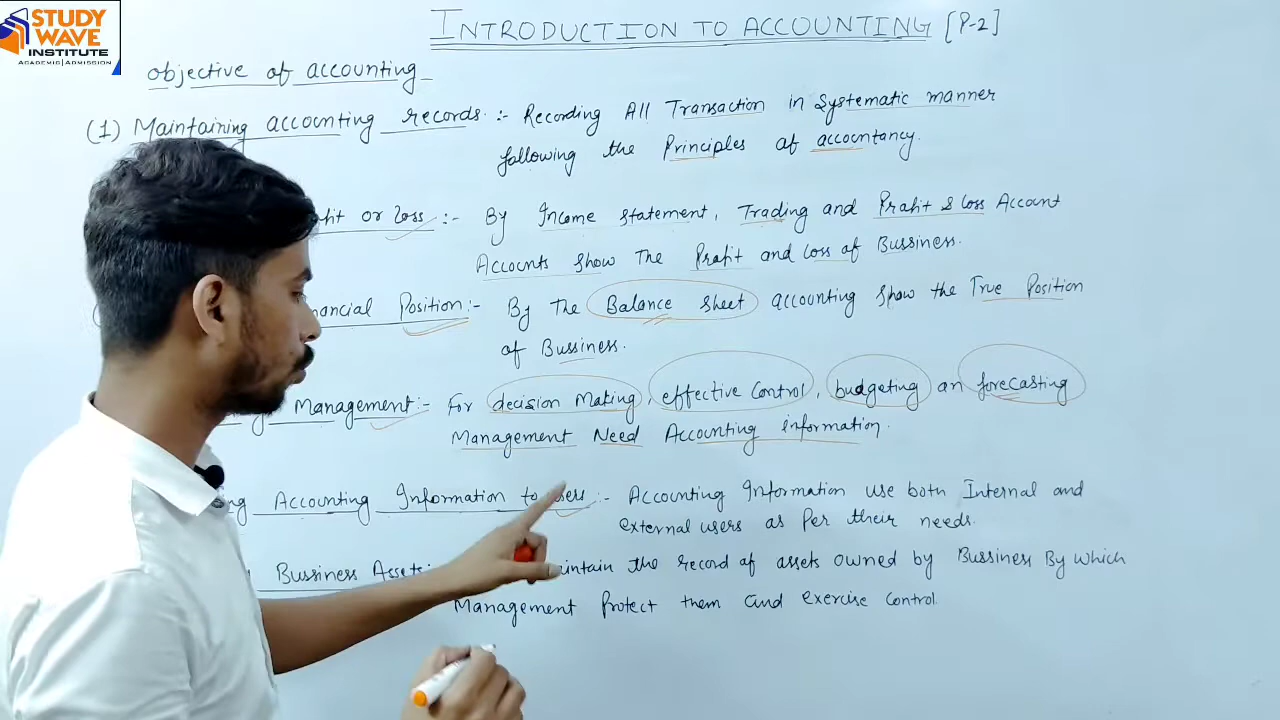 STUDY
WAVE
INSTITUTE
ACADEMIC|ADMISSION
INTRODUCTION TO ACCOUNTING [P-2]
objective of accounting
(1) Maintaining accounting records :- Recording All Transaction in Systematic manner
following the Principles of accountancy.
or loss :- By Income statement, Trading and Profit & loss Account
Accounts show the Profit and loss of Bussiness.
Position :- By The Balance sheet accounting show the True Position
of Bussiness.
Management :- For decision Making, effective Control, budgeting an forecasting
Management Need Accounting information.
Accounting Information to users :- Accounting Information use both Internal and
external users as Per their needs.
Bussiness Assets: the record of assets owned by Bussiness By which
Management Protect them and exercise control.